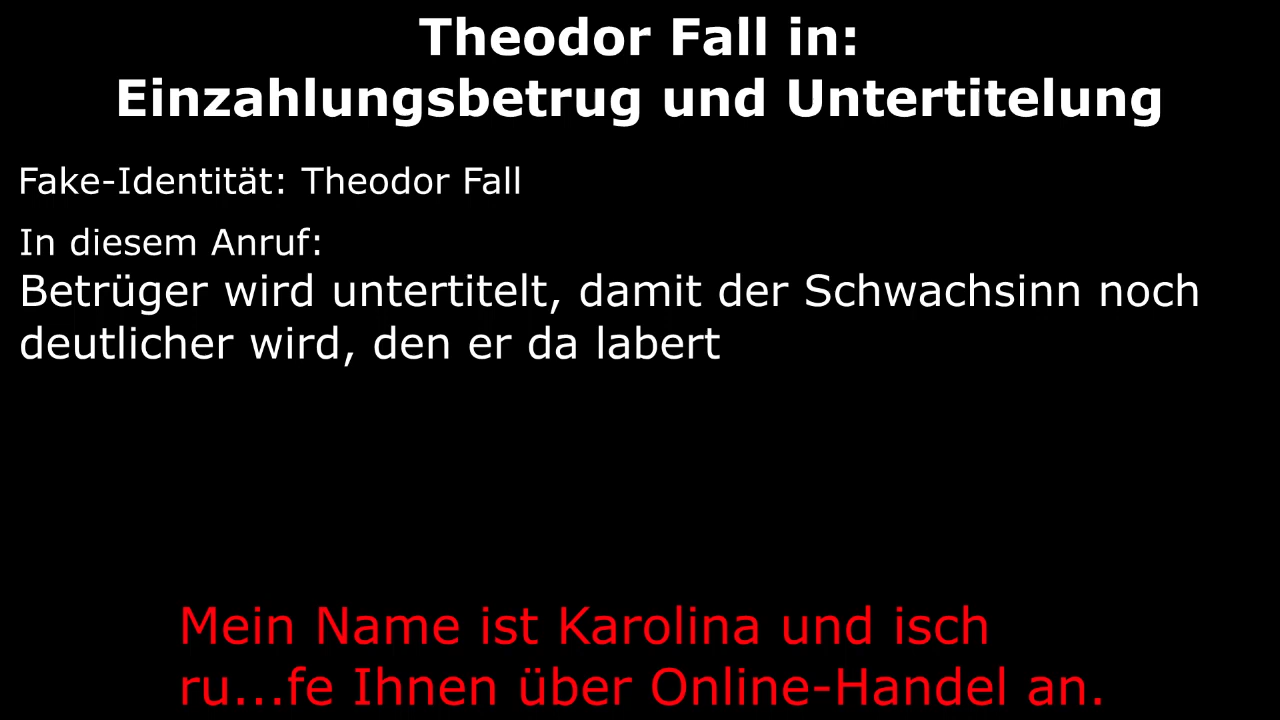 Theodor Fall in:
Einzahlungsbetrug und Untertitelung
Fake-Identität: Theodor Fall
In diesem Anruf:
Betrüger wird untertitelt, damit der Schwachsinn noch
deutlicher wird, den er da labert
Mein Name ist Karolina und isch
ru...fe Ihnen über Online-Handel an.